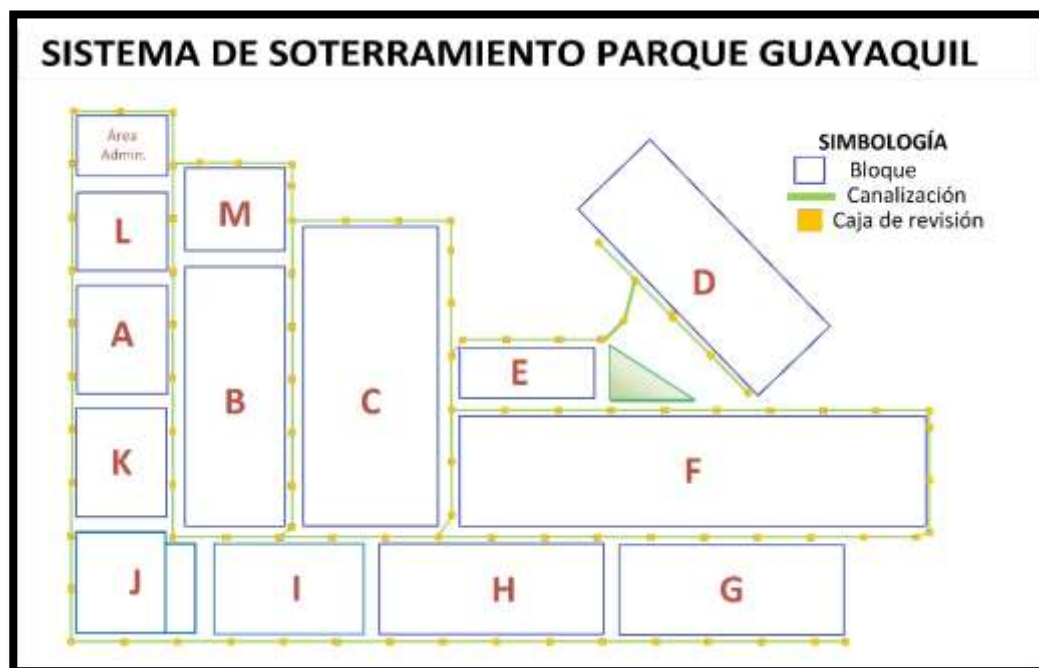 SISTEMA DE SOTERRAMIENTO PARQUE GUAYAQUIL
Área
Admin.
SIMBOLOGÍA
Bloque
Canalización
Caja de revisión
L
M
A
D
B
C
E
K
F
J
I
H
G